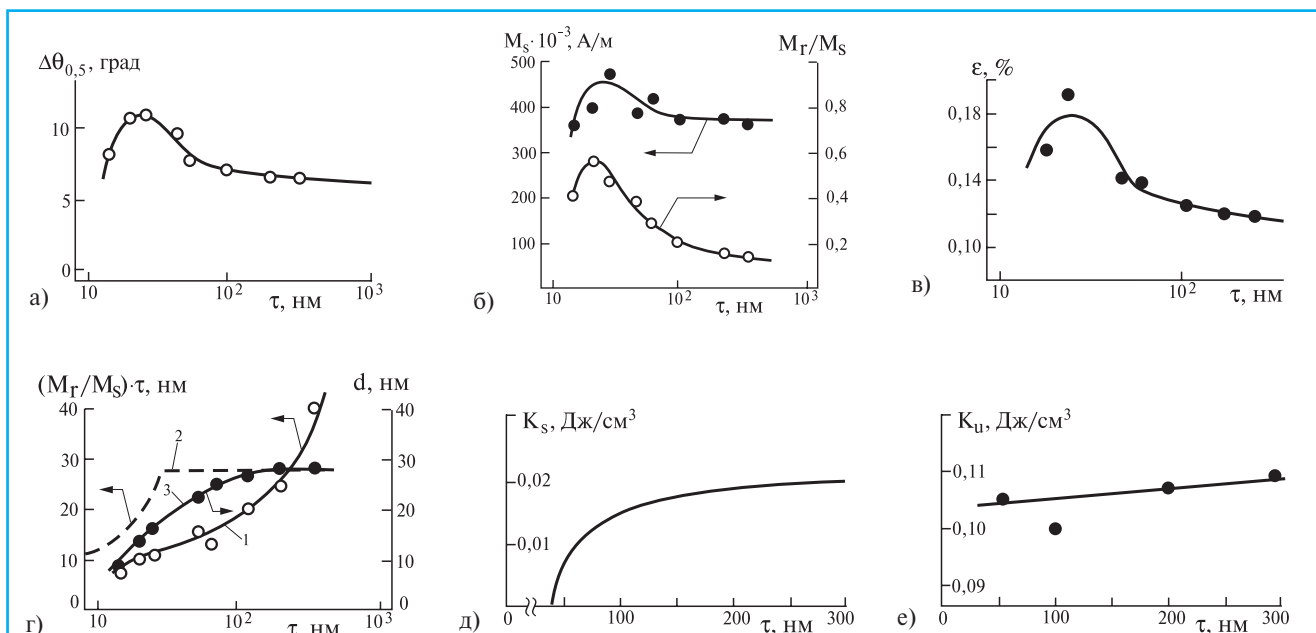 Δθ0,5, град
10
5
0
10
10²
10³
τ, нм
а)
Ms·10⁻³, А/м
Mr/Ms
500
400
300
200
100
0,8
0,6
0,4
0,2
10
10²
10³
τ, нм
б)
ε, %
0,18
0,14
0,10
10
10²
τ, нм
в)
(Mr/Ms)·τ, нм
d, нм
40
30
20
10
0
40
30
20
10
0
2
3
1
10
10²
10³
τ, нм
г)
Ks, Дж/см³
0,02
0,01
0
100
200
300
τ, нм
д)
Ku, Дж/см³
0,11
0,10
0,09
0
100
200
300
τ, нм
е)